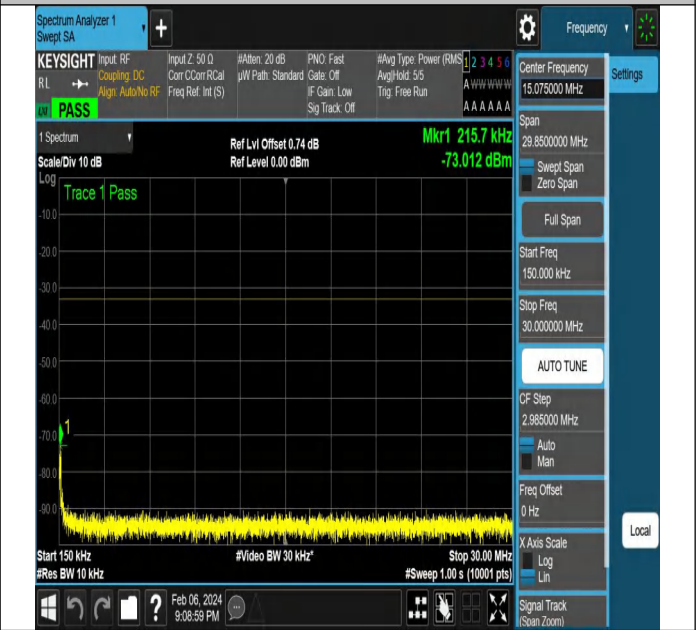 Spectrum Analyzer 1
Swept SA
Frequency
KEYSIGHT
RL
PASS
Input: RF
Coupling: DC
Align: Auto/No RF
Input Z: 50 Ω
Corr CCorr RCal
Freq Ref: Int (S)
#Atten: 20 dB
µW Path: Standard
PNO: Fast
Gate: Off
IF Gain: Low
Sig Track: Off
#Avg Type: Power (RMS
Avg|Hold: 5/5
Trig: Free Run
1 2 3 4 5 6
A W W W W W
A A A A A A
1 Spectrum
Scale/Div 10 dB
Ref Lvl Offset 0.74 dB
Ref Level 0.00 dBm
Mkr1 215.7 kHz
-73.012 dBm
Log
Trace 1 Pass
-10.0
-20.0
-30.0
-40.0
-50.0
-60.0
-70.0
-80.0
-90.0
1
Start 150 kHz
#Res BW 10 kHz
#Video BW 30 kHz*
Stop 30.00 MHz
#Sweep 1.00 s (10001 pts)
Feb 06, 2024
9:08:59 PM
Center Frequency
15.075000 MHz
Span
29.8500000 MHz
Swept Span
Zero Span
Full Span
Start Freq
150.000 kHz
Stop Freq
30.000000 MHz
AUTO TUNE
CF Step
2.985000 MHz
Auto
Man
Freq Offset
0 Hz
X Axis Scale
Log
Lin
Signal Track
(Span Zoom)
Settings
Local